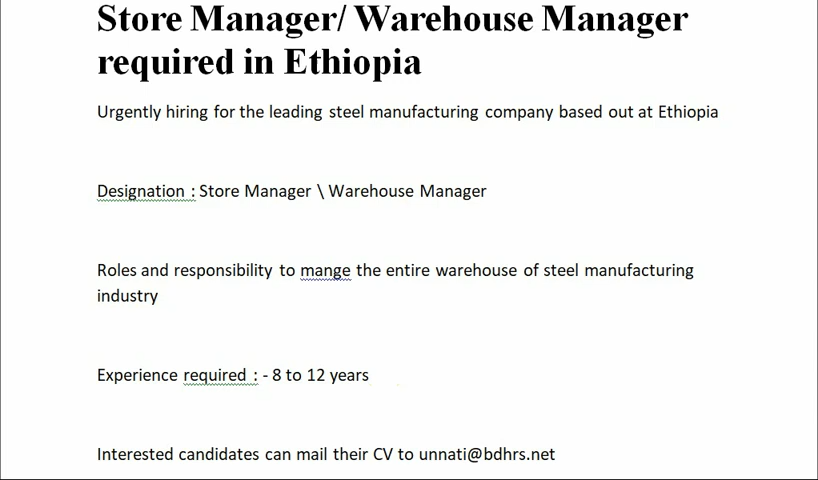 Store Manager/ Warehouse Manager
required in Ethiopia
Urgently hiring for the leading steel manufacturing company based out at Ethiopia
Designation : Store Manager \ Warehouse Manager
Roles and responsibility to mange the entire warehouse of steel manufacturing
industry
Experience required : - 8 to 12 years
Interested candidates can mail their CV to unnati@bdhrs.net